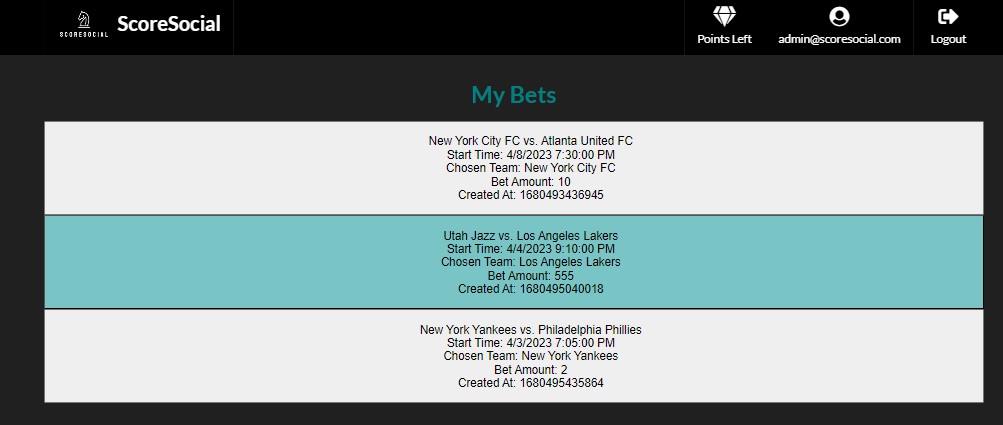 SCORESOCIAL
ScoreSocial
Points Left
admin@scoresocial.com
Logout
My Bets
New York City FC vs. Atlanta United FC
Start Time: 4/8/2023 7:30:00 PM
Chosen Team: New York City FC
Bet Amount: 10
Created At: 1680493436945
Utah Jazz vs. Los Angeles Lakers
Start Time: 4/4/2023 9:10:00 PM
Chosen Team: Los Angeles Lakers
Bet Amount: 555
Created At: 1680495040018
New York Yankees vs. Philadelphia Phillies
Start Time: 4/3/2023 7:05:00 PM
Chosen Team: New York Yankees
Bet Amount: 2
Created At: 1680495435864